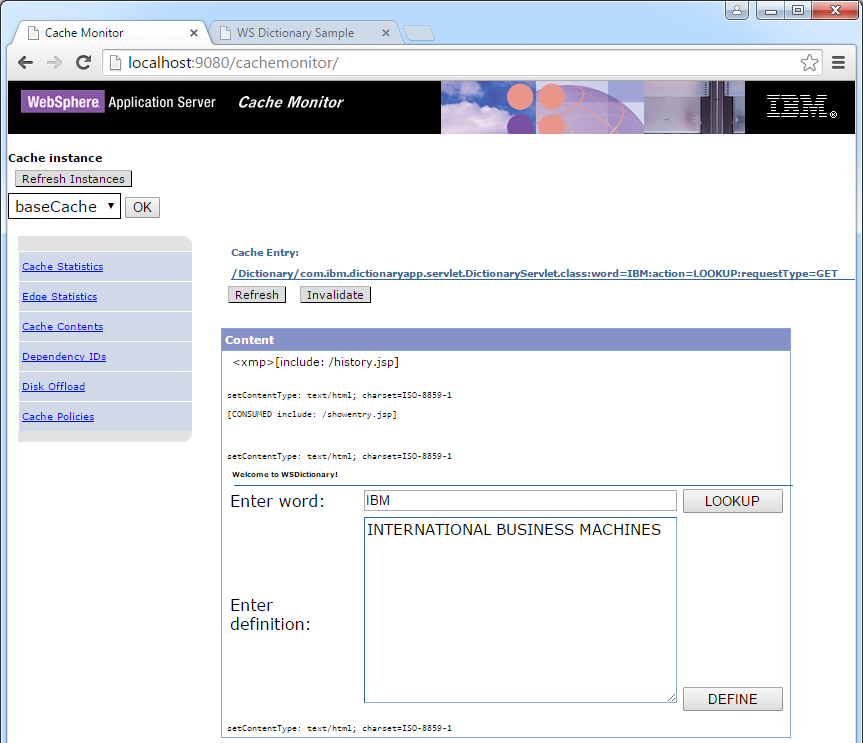 Cache Monitor
WS Dictionary Sample
localhost:9080/cachemonitor/
WebSphere. Application Server Cache Monitor
IBM®
Cache instance
Refresh Instances
baseCache OK
Cache Statistics
Edge Statistics
Cache Contents
Dependency IDs
Disk Offload
Cache Policies
Cache Entry:
/Dictionary/com.ibm.dictionaryapp.servlet.DictionaryServlet.class:word=IBM:action=LOOKUP:requestType=GET
Refresh Invalidate
Content
<xmp>[include: /history.jsp]
setContentType: text/html; charset=ISO-8859-1
[CONSUMED include: /showentry.jsp]
setContentType: text/html; charset=ISO-8859-1
Welcome to WSDictionary!
Enter word: IBM LOOKUP
INTERNATIONAL BUSINESS MACHINES
Enter
definition:
DEFINE
setContentType: text/html; charset=ISO-8859-1